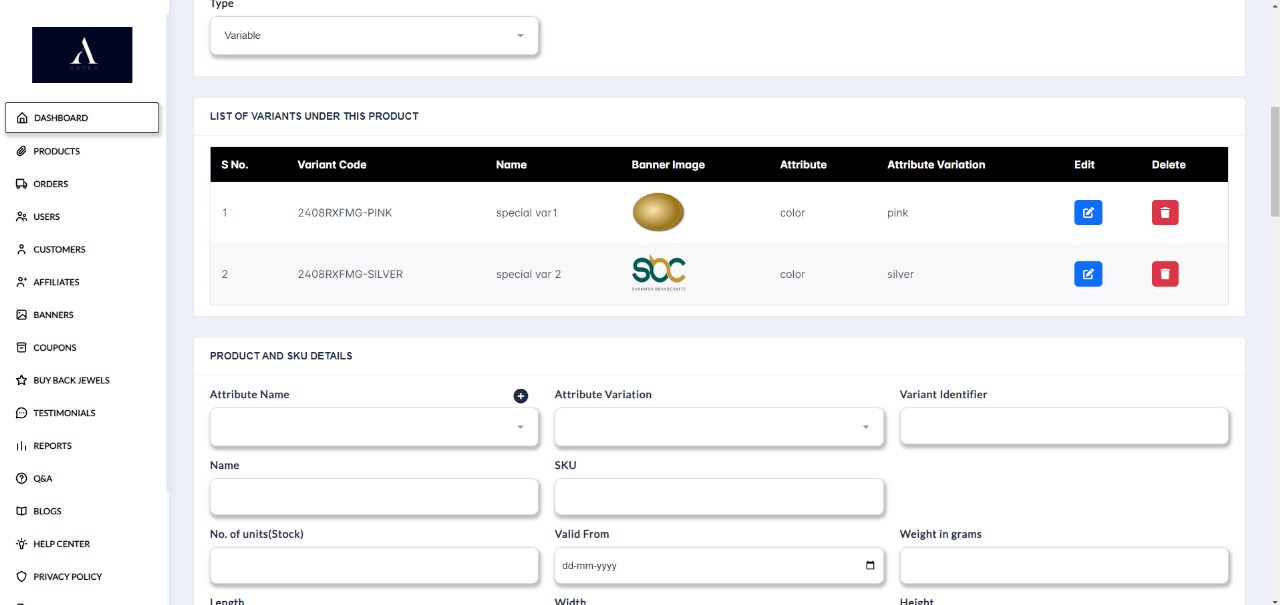 Type
Variable
DASHBOARD
PRODUCTS
ORDERS
USERS
CUSTOMERS
AFFILIATES
BANNERS
COUPONS
BUY BACK JEWELS
TESTIMONIALS
REPORTS
Q&A
BLOGS
HELP CENTER
PRIVACY POLICY
LIST OF VARIANTS UNDER THIS PRODUCT
S No. Variant Code Name Banner Image Attribute Attribute Variation Edit Delete
1 2408RXFMG-PINK special var1 color pink
2 2408RXFMG-SILVER special var 2 sbc color silver
PRODUCT AND SKU DETAILS
Attribute Name Attribute Variation Variant Identifier
Name SKU
No. of units(Stock) Valid From Weight in grams
dd-mm-yyyy
Length Width Height